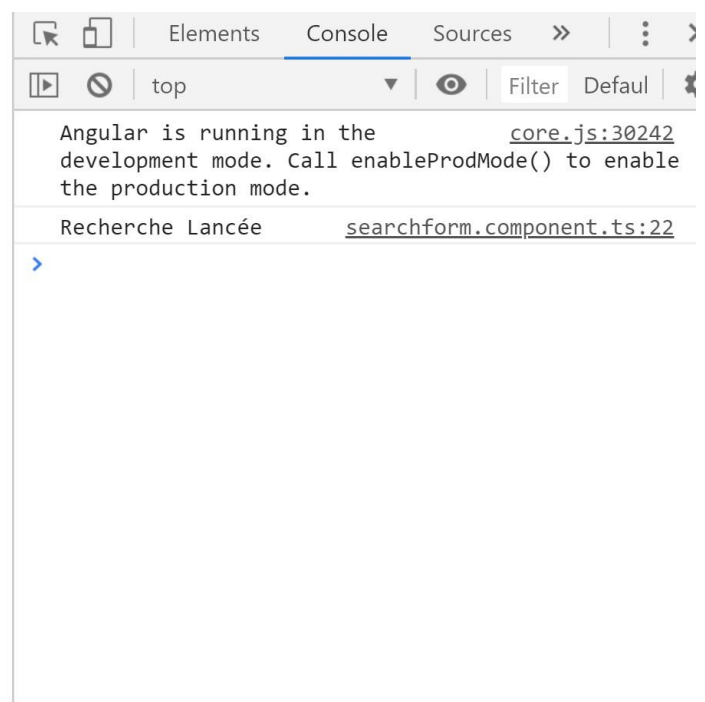 Elements Console Sources
top Filter Defaul
Angular is running in the core.js:30242
development mode. Call enableProdMode() to enable
the production mode.
Recherche Lancée searchform.component.ts:22